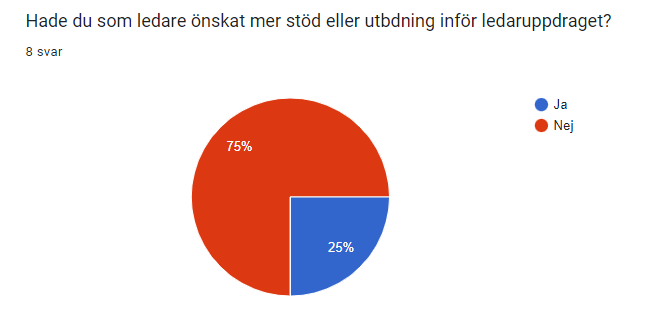 Hade du som ledare önskat mer stöd eller utbdning inför ledaruppdraget?
8 svar
Ja
Nej
75%
25%